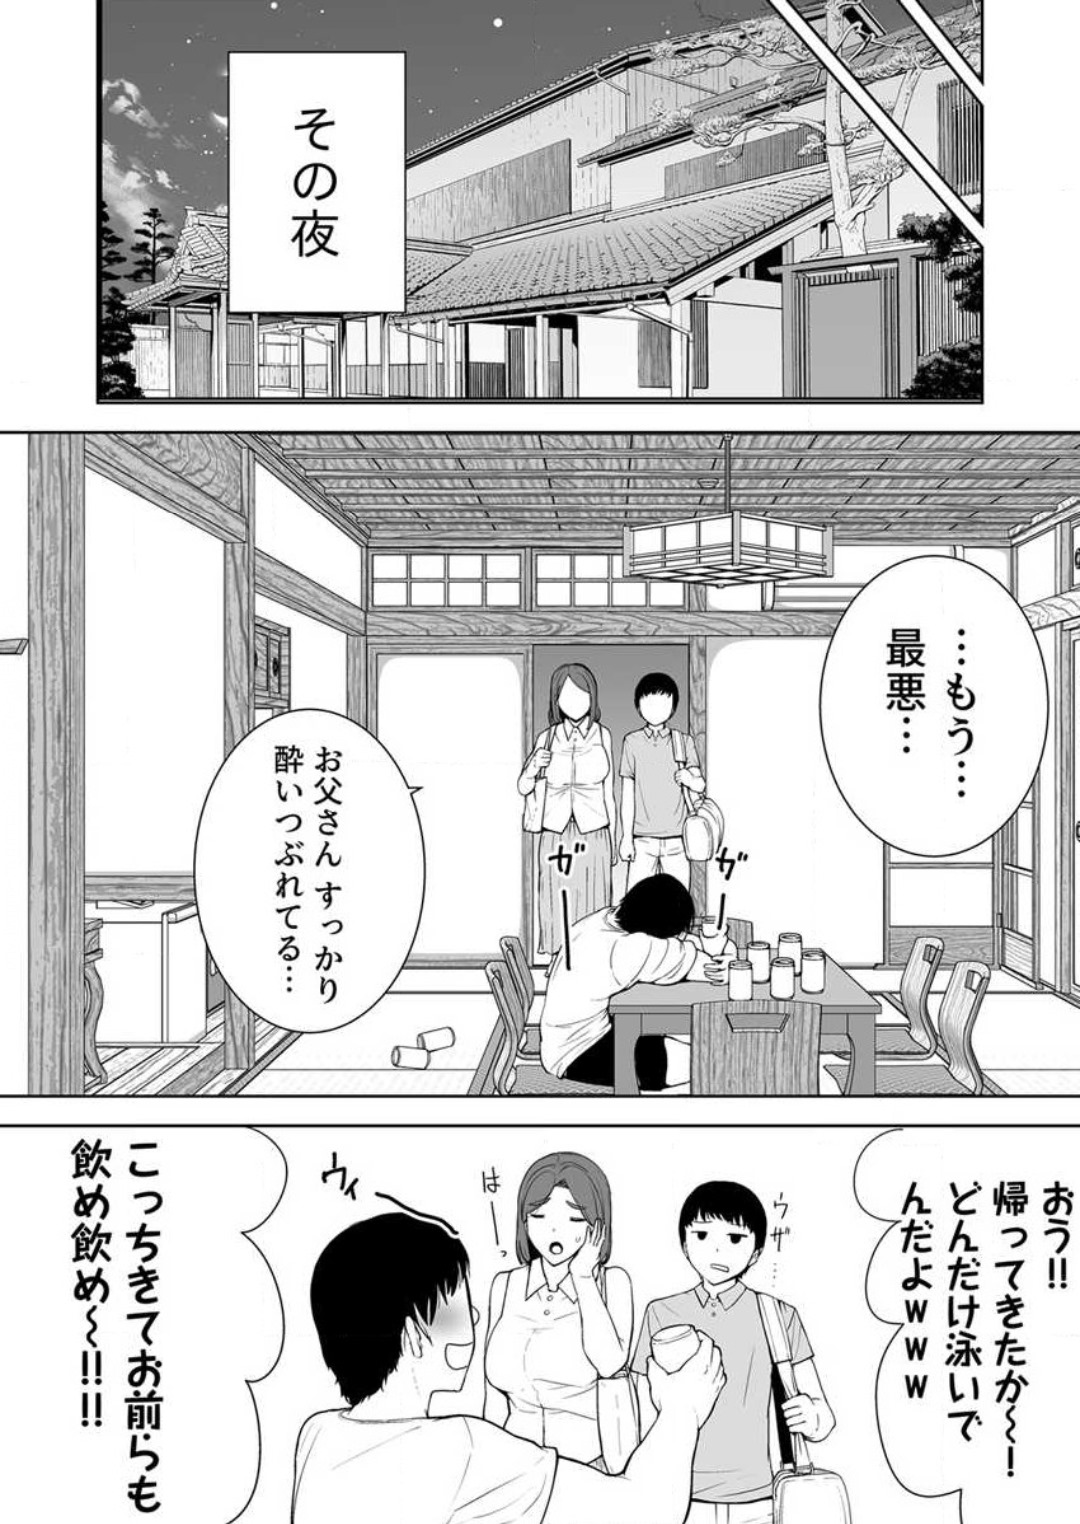 その夜
…もう…
最悪…
お父さん すっかり
酔いつぶれてる…
ガ
ガ
おう!!
帰ってきたか～!
どんだけ泳いで
んだよｗｗｗ
ウザ…
はーっ
ウィ
こっちきてお前らも
飲め飲め～!!!